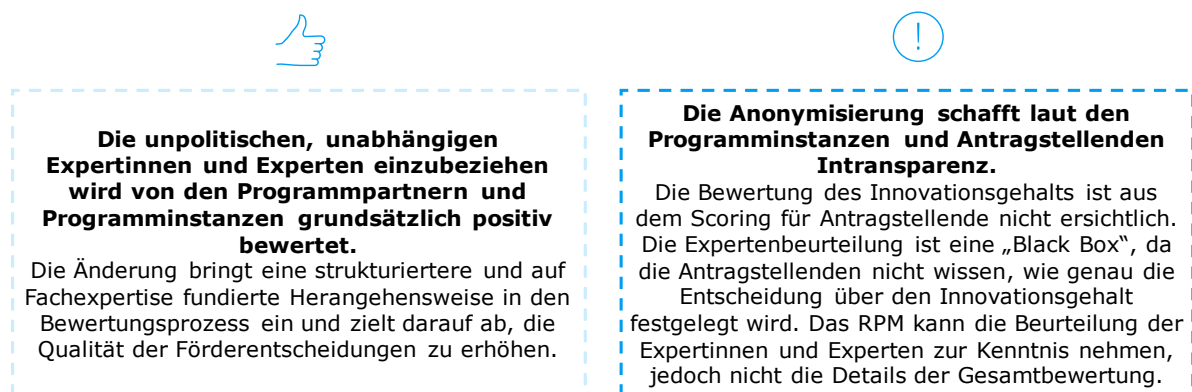 Die unpolitischen, unabhängigen
Expertinnen und Experten einzubeziehen
wird von den Programmpartnern und
Programminstanzen grundsätzlich positiv
bewertet.
Die Änderung bringt eine strukturiertere und auf
Fachexpertise fundierte Herangehensweise in den
Bewertungsprozess ein und zielt darauf ab, die
Qualität der Förderentscheidungen zu erhöhen.
Die Anonymisierung schafft laut den
Programminstanzen und Antragstellenden
Intransparenz.
Die Bewertung des Innovationsgehalts ist aus
dem Scoring für Antragstellende nicht ersichtlich.
Die Expertenbeurteilung ist eine „Black Box“, da
die Antragstellenden nicht wissen, wie genau die
Entscheidung über den Innovationsgehalt
festgelegt wird. Das RPM kann die Beurteilung der
Expertinnen und Experten zur Kenntnis nehmen,
jedoch nicht die Details der Gesamtbewertung.